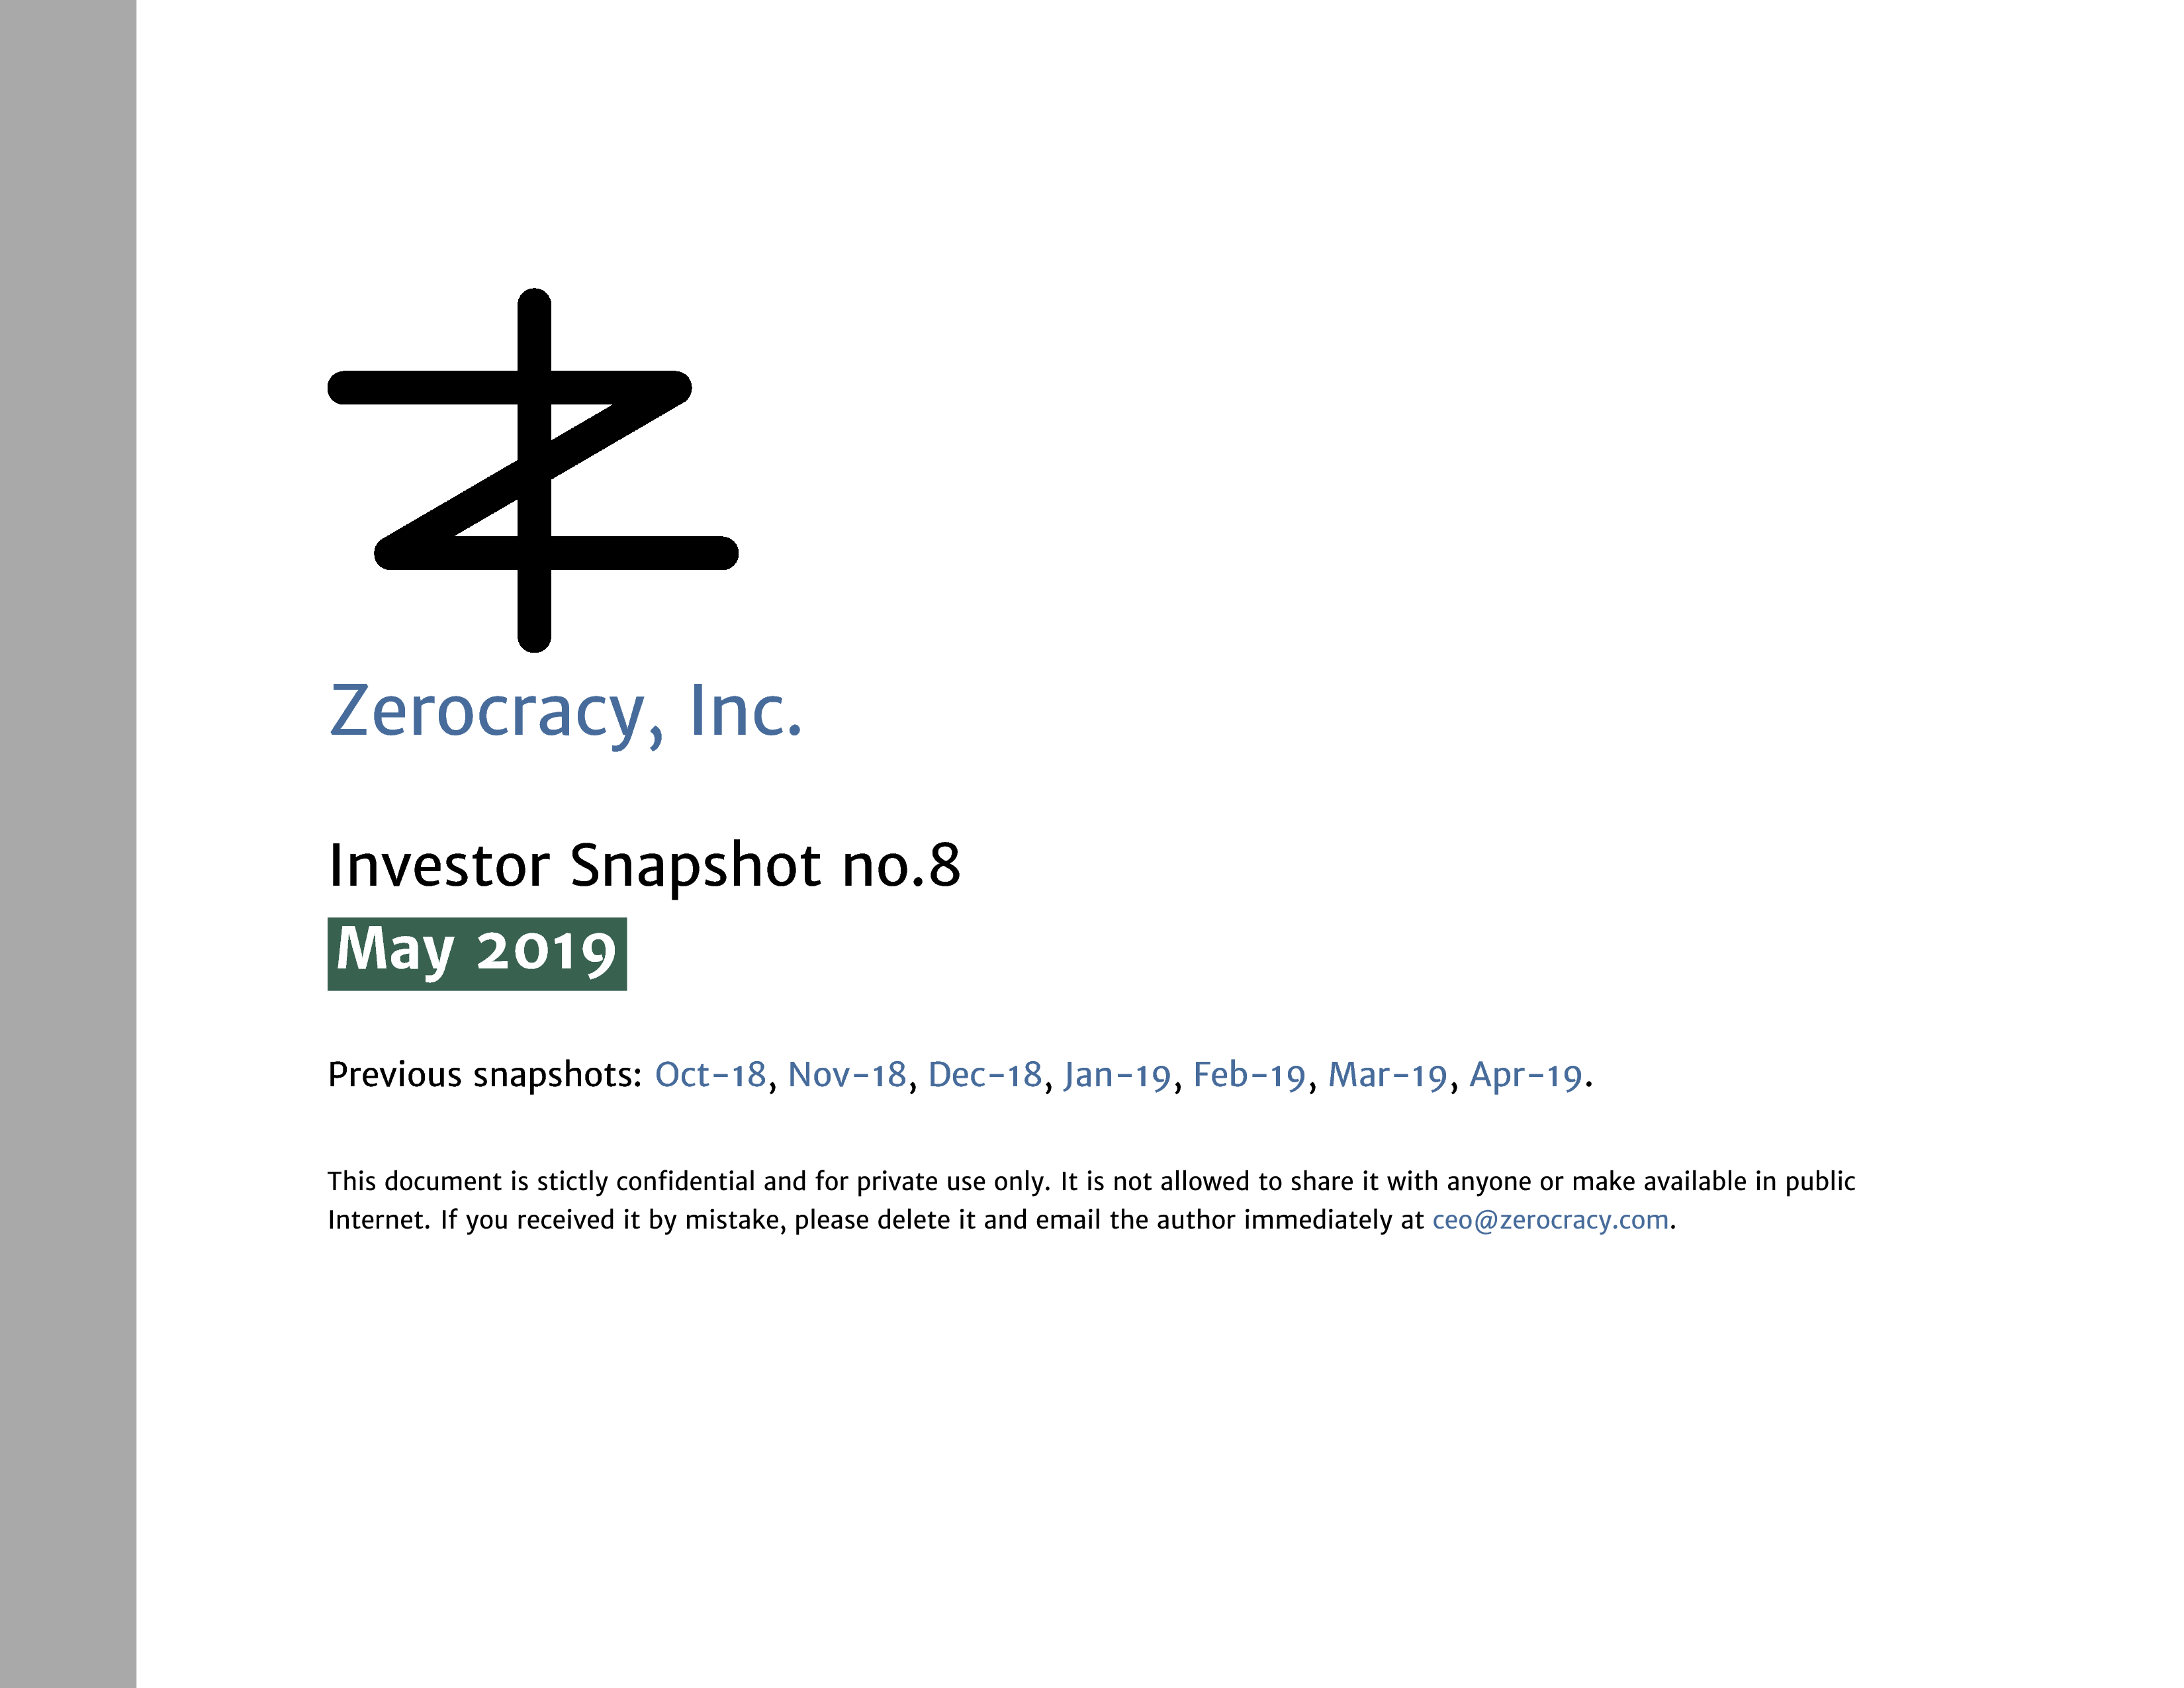 Zerocracy, Inc.
Investor Snapshot no.8
May 2019
Previous snapshots: Oct-18, Nov-18, Dec-18, Jan-19, Feb-19, Mar-19, Apr-19.
This document is stictly confidential and for private use only. It is not allowed to share it with anyone or make available in public
Internet. If you received it by mistake, please delete it and email the author immediately at ceo@zerocracy.com.